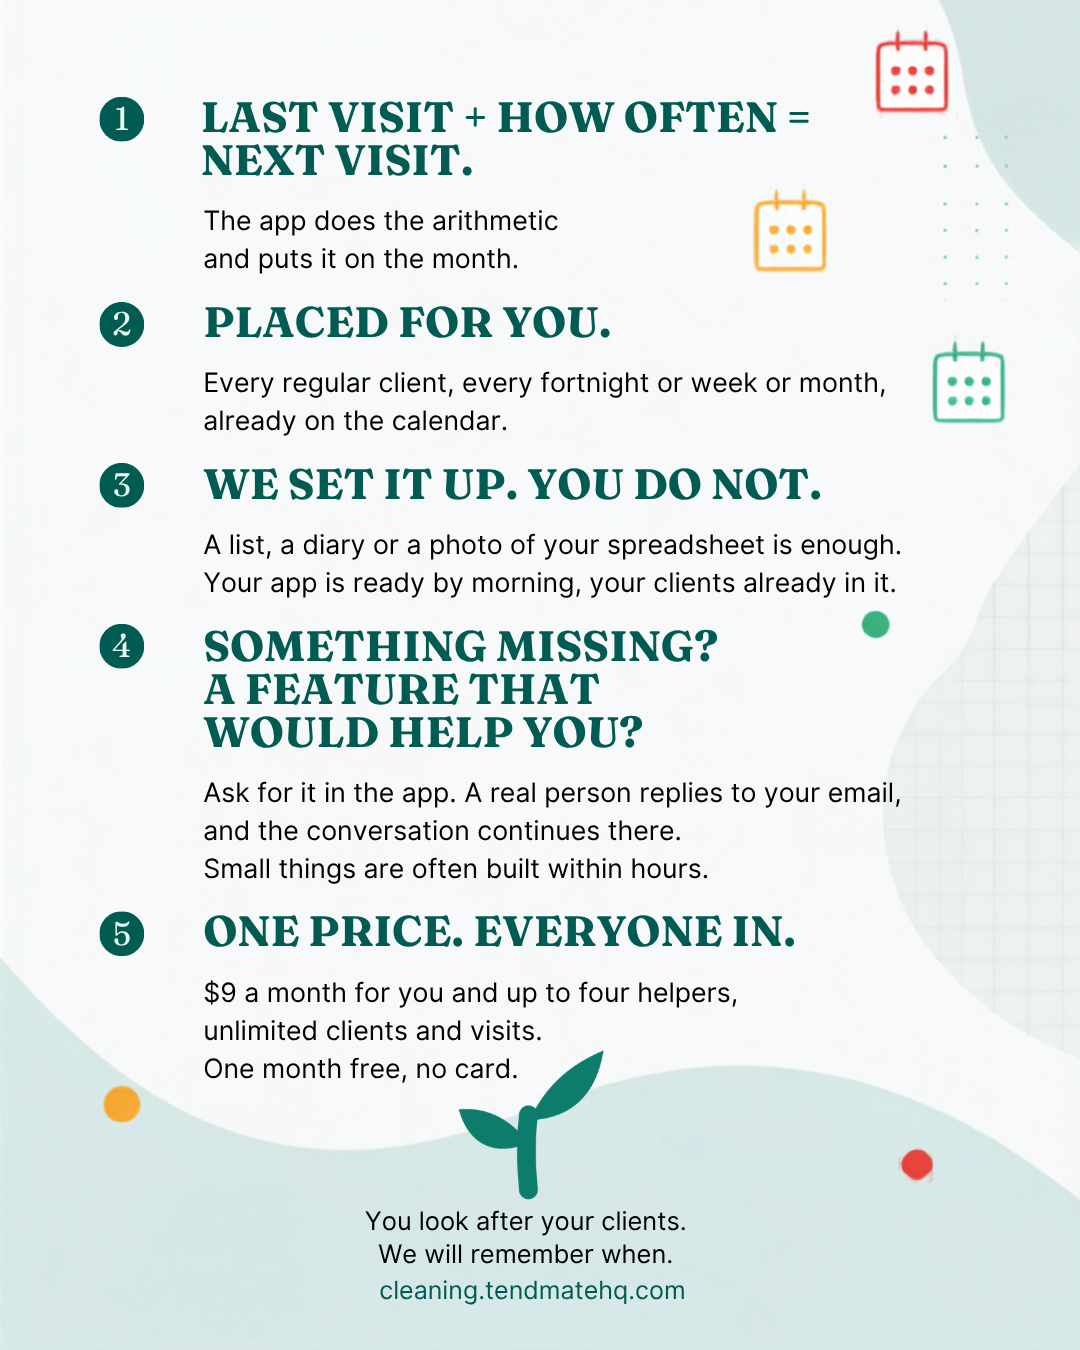 1
LAST VISIT + HOW OFTEN =
NEXT VISIT.
The app does the arithmetic
and puts it on the month.
2
PLACED FOR YOU.
Every regular client, every fortnight or week or month,
already on the calendar.
3
WE SET IT UP. YOU DO NOT.
A list, a diary or a photo of your spreadsheet is enough.
Your app is ready by morning, your clients already in it.
4
SOMETHING MISSING?
A FEATURE THAT
WOULD HELP YOU?
Ask for it in the app. A real person replies to your email,
and the conversation continues there.
Small things are often built within hours.
5
ONE PRICE. EVERYONE IN.
$9 a month for you and up to four helpers,
unlimited clients and visits.
One month free, no card.
You look after your clients.
We will remember when.
cleaning.tendmatehq.com